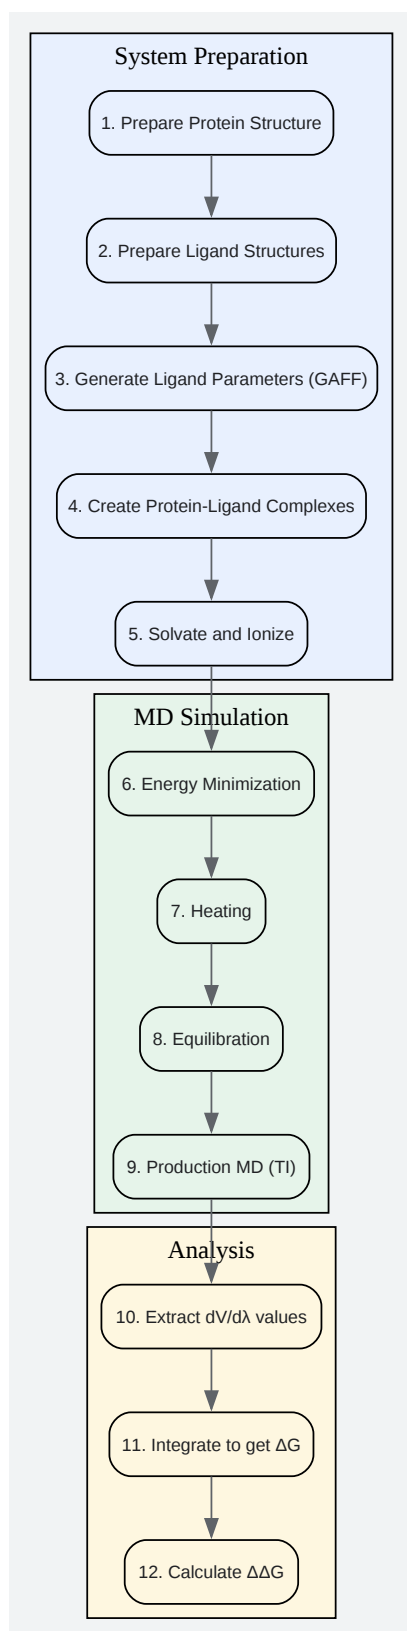 System Preparation
1. Prepare Protein Structure
2. Prepare Ligand Structures
3. Generate Ligand Parameters (GAFF)
4. Create Protein-Ligand Complexes
5. Solvate and Ionize
MD Simulation
6. Energy Minimization
7. Heating
8. Equilibration
9. Production MD (TI)
Analysis
10. Extract dV/dλ values
11. Integrate to get ΔG
12. Calculate ΔΔG